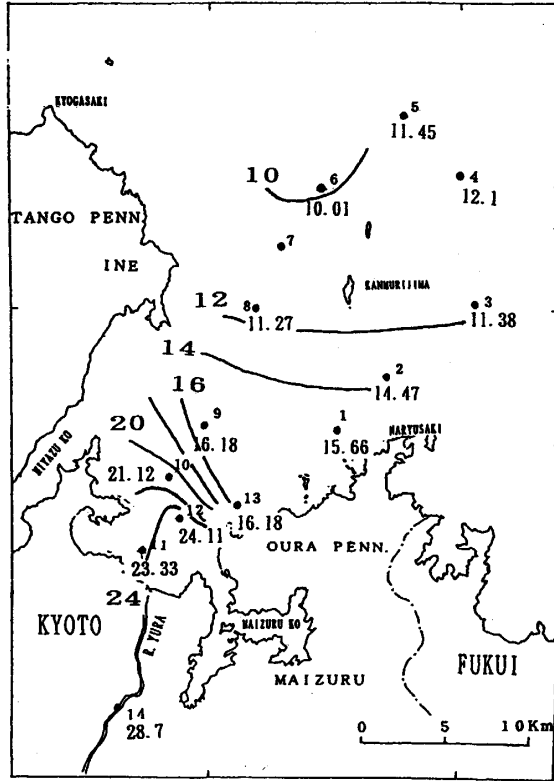 KYOGASAKI
5
11.45
10
6
10.01
4
12.1
TANGO PENN.
7
INE
KANMURIJIMA
12
8
11.27
3
11.38
14
2
14.47
16
9
16.18
1
15.66
NARYUSAKI
MIYAZU KO
20
21.12
10
13
16.18
12
24.11
OURA PENN.
11
23.33
24
KYOTO
R. YURA
MAIZURU KO
MAIZURU
FUKUI
14
28.7
0 5 10Km